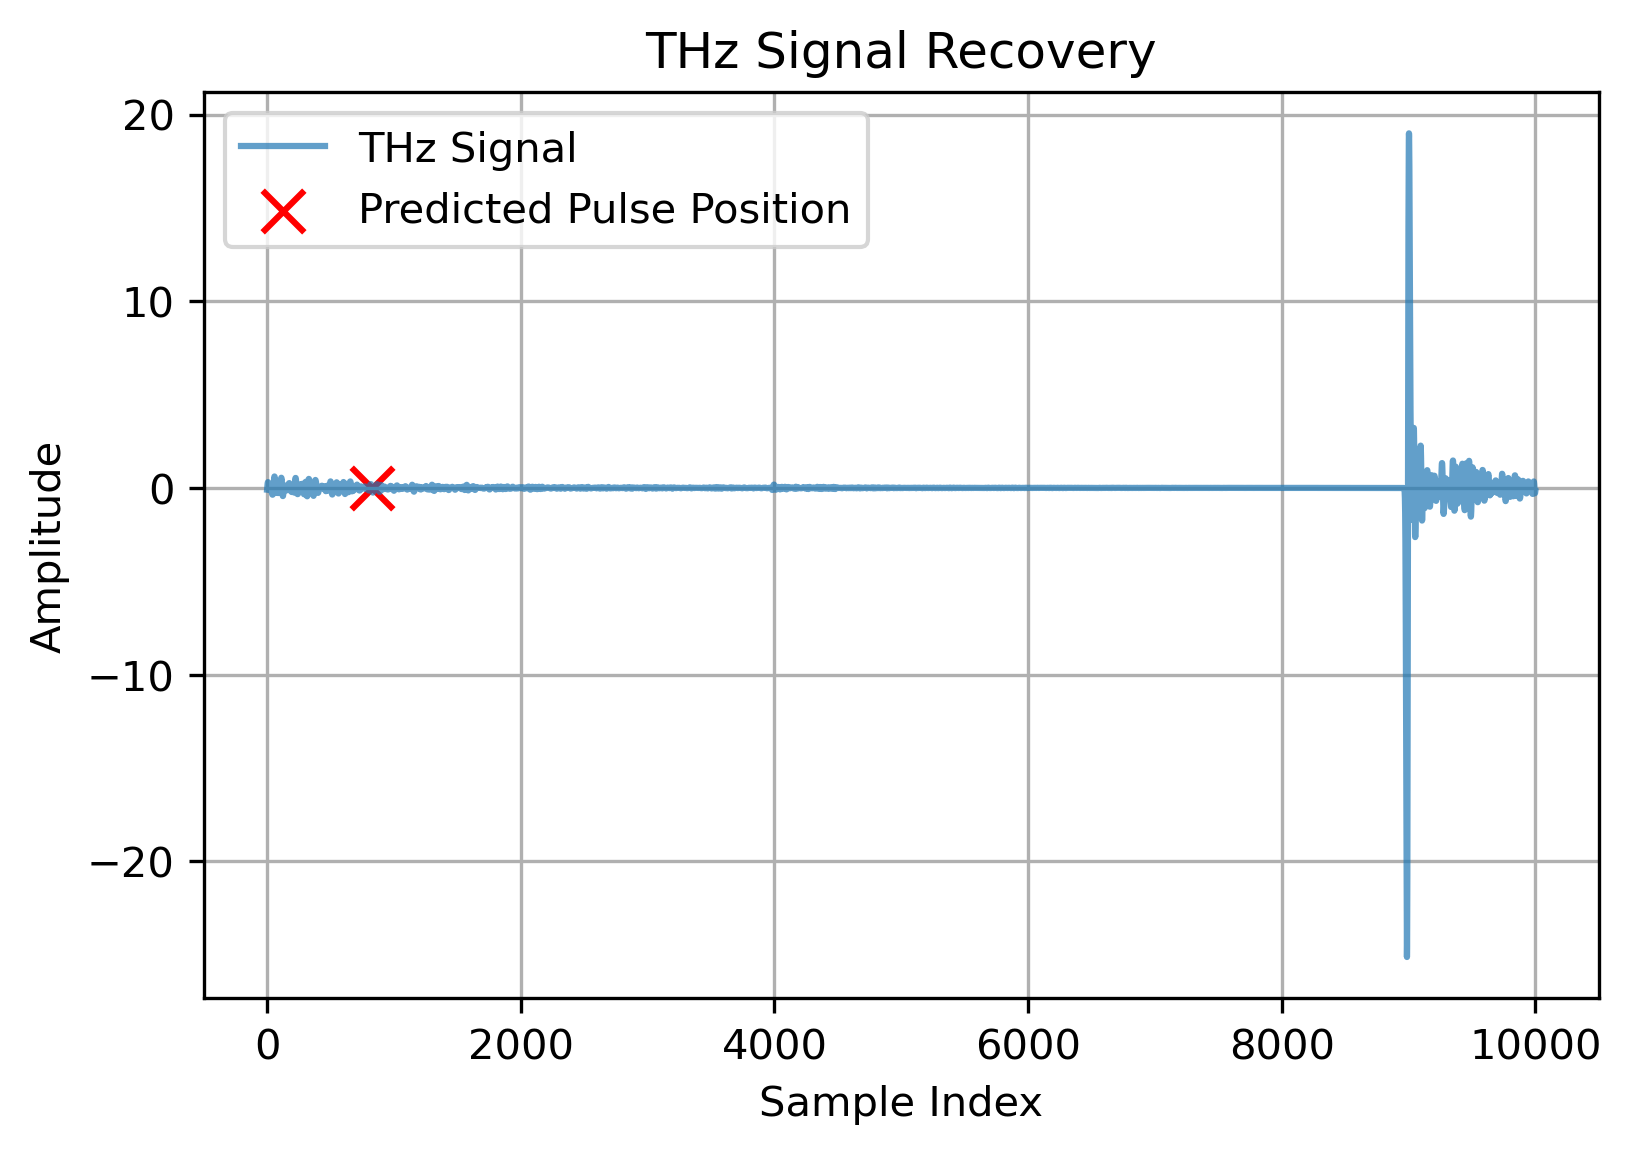 THz Signal Recovery
THz Signal
Predicted Pulse Position
20
10
0
−10
−20
Amplitude
0 2000 4000 6000 8000 10000
Sample Index